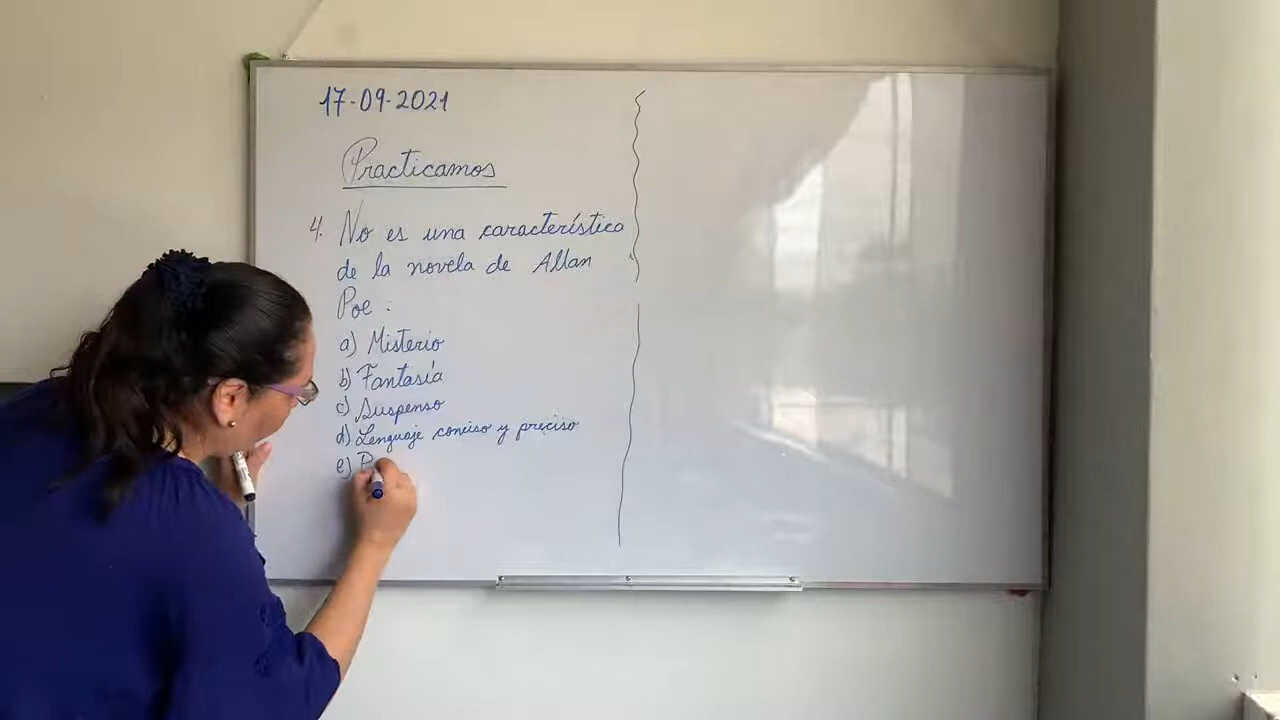 17-09-2021
Practicamos
4. No es una característica
de la novela de Allan
Poe :
a) Misterio
b) Fantasía
c) Suspenso
d) Lenguaje conciso y preciso
e) P